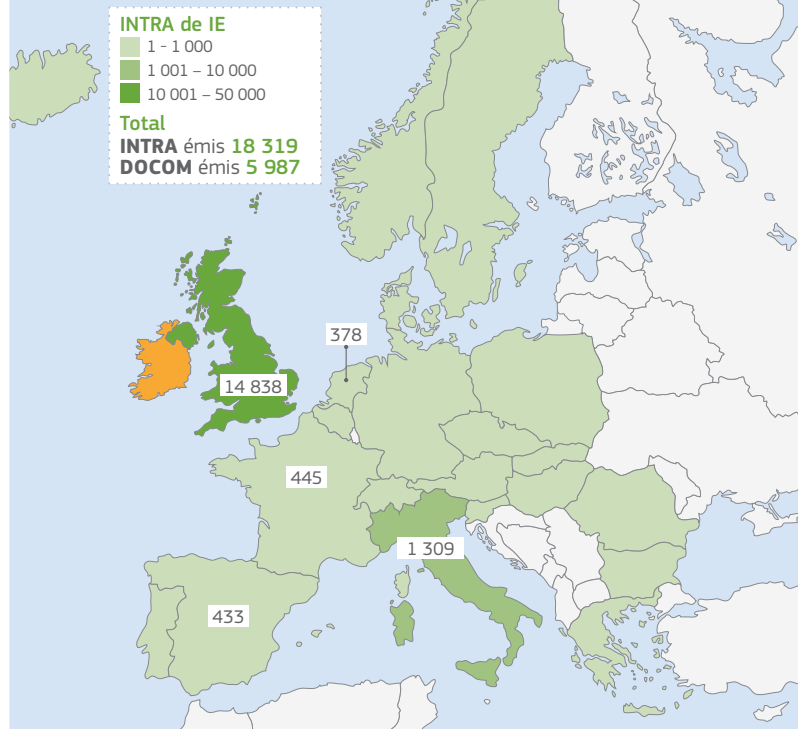 INTRA de IE
1 - 1 000
1 001 – 10 000
10 001 – 50 000
Total
INTRA émis 18 319
DOCOM émis 5 987
378
14 838
445
1 309
433